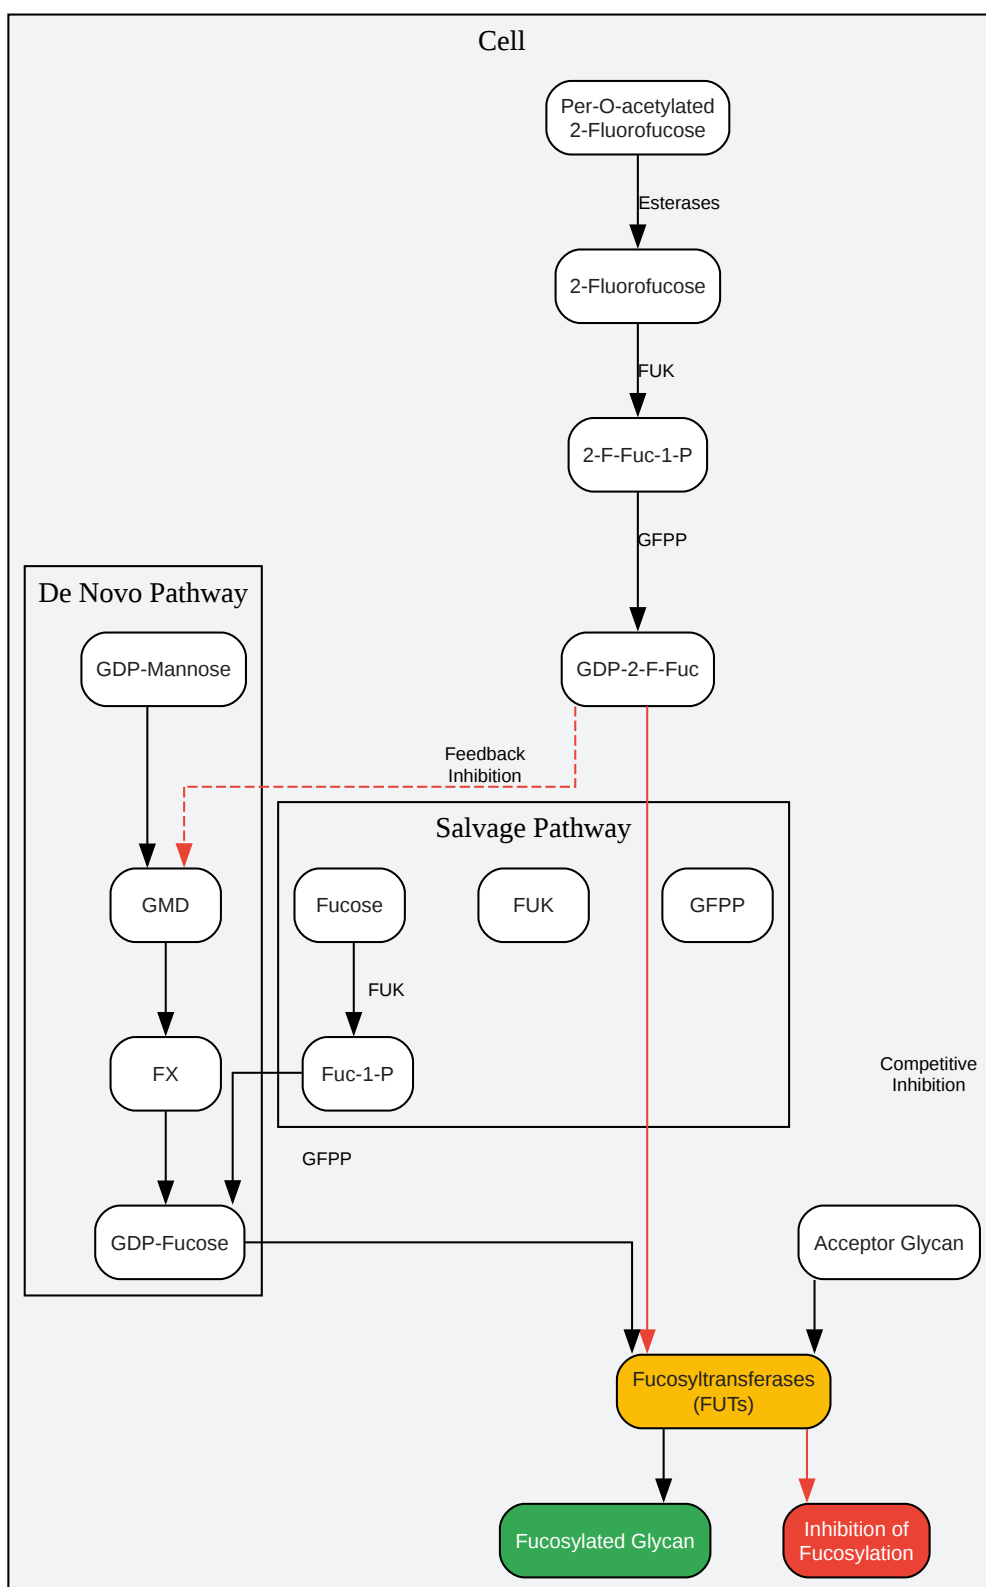 Cell
Per-O-acetylated
2-Fluorofucose
Esterases
2-Fluorofucose
FUK
2-F-Fuc-1-P
GFPP
De Novo Pathway
GDP-Mannose
GDP-2-F-Fuc
Feedback
Inhibition
Salvage Pathway
GMD
Fucose
FUK
GFPP
FUK
FX
Fuc-1-P
Competitive
Inhibition
GFPP
GDP-Fucose
Acceptor Glycan
Fucosyltransferases
(FUTs)
Fucosylated Glycan
Inhibition of
Fucosylation